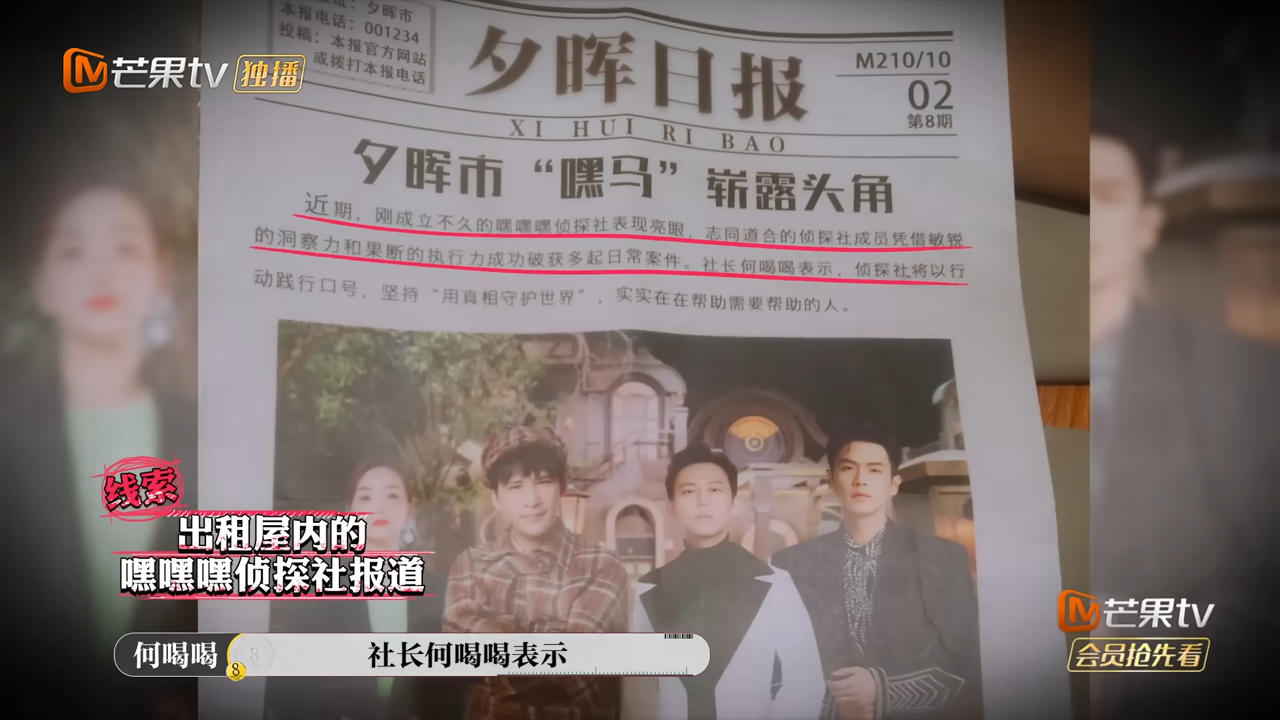 芒果tv 独播
夕晖市
本报电话：001234
投稿：本报官方网站
或拨打本报电话
夕晖日报
XI HUI RI BAO
M210/10
02
第8期
夕晖市“嘿马”崭露头角
近期，刚成立不久的嘿嘿嘿侦探社表现亮眼，志同道合的侦探社成员凭借敏锐
的洞察力和果断的执行力成功破获多起日常案件。社长何喝喝表示，侦探社将以行
动践行口号，坚持“用真相守护世界”，实实在在帮助需要帮助的人。
线索
出租屋内的
嘿嘿嘿侦探社报道
何喝喝 8 社长何喝喝表示
芒果tv
会员抢先看